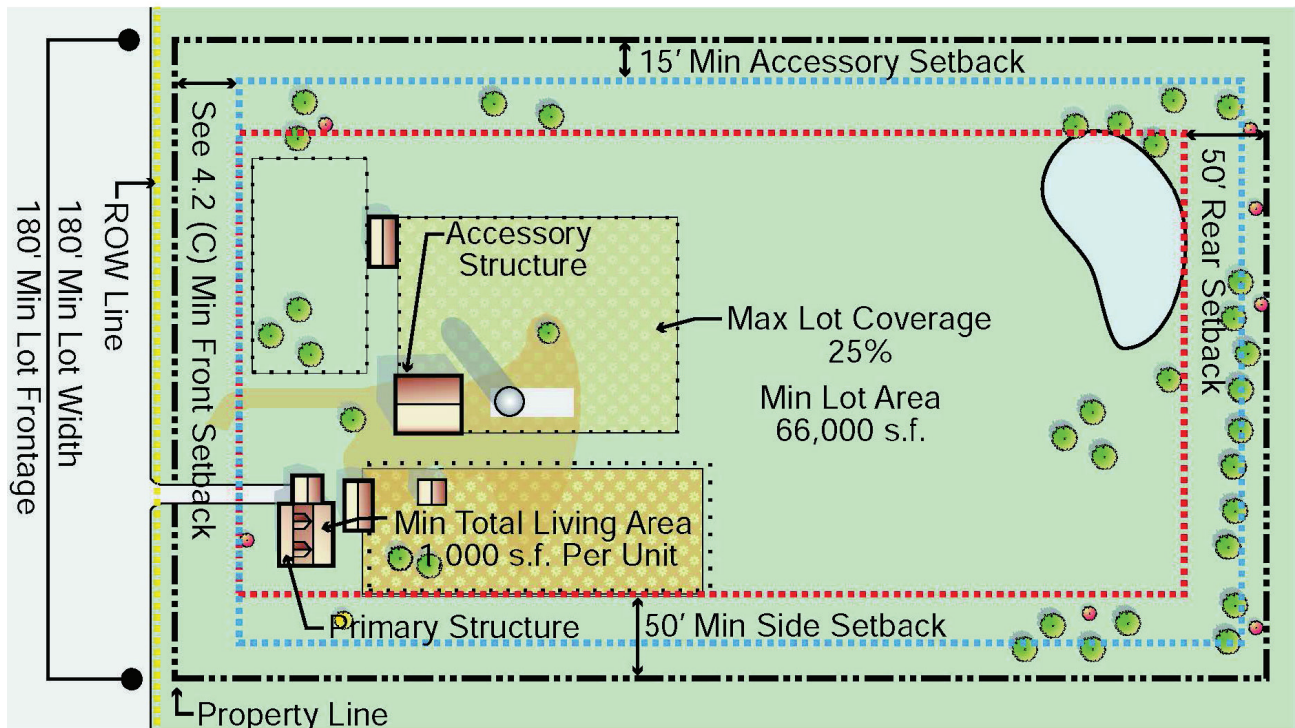 15' Min Accessory Setback
See 4.2 (C) Min Front Setback
ROW Line
180' Min Lot Width
180' Min Lot Frontage
50' Rear Setback
Accessory
Structure
Max Lot Coverage
25%
Min Lot Area
66,000 s.f.
Min Total Living Area
1,000 s.f. Per Unit
Primary Structure
50' Min Side Setback
Property Line